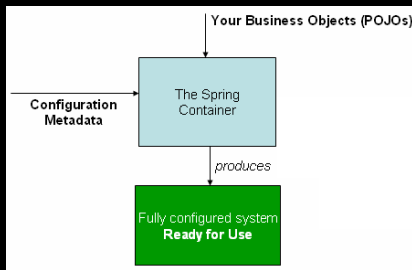 Your Business Objects (POJOs)
Configuration
Metadata
The Spring
Container
produces
Fully configured system
Ready for Use